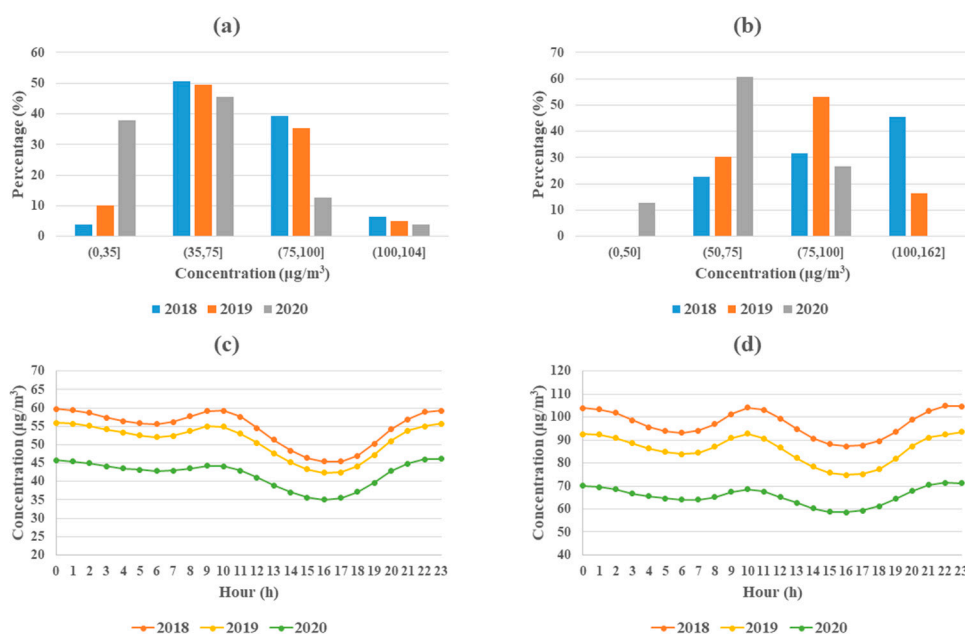 (a)
60
50
40
30
20
10
0
Percentage (%)
(0,35] (35,75] (75,100] (100,104]
Concentration (µg/m³)
2018 2019 2020
(b)
70
60
50
40
30
20
10
0
Percentage (%)
(0,50] (50,75] (75,100] (100,162]
Concentration (µg/m³)
2018 2019 2020
(c)
70
65
60
55
50
45
40
35
30
25
20
Concentration (µg/m³)
0 1 2 3 4 5 6 7 8 9 10 11 12 13 14 15 16 17 18 19 20 21 22 23
Hour (h)
2018 2019 2020
(d)
120
110
100
90
80
70
60
50
40
Concentration (µg/m³)
0 1 2 3 4 5 6 7 8 9 10 11 12 13 14 15 16 17 18 19 20 21 22 23
Hour (h)
2018 2019 2020